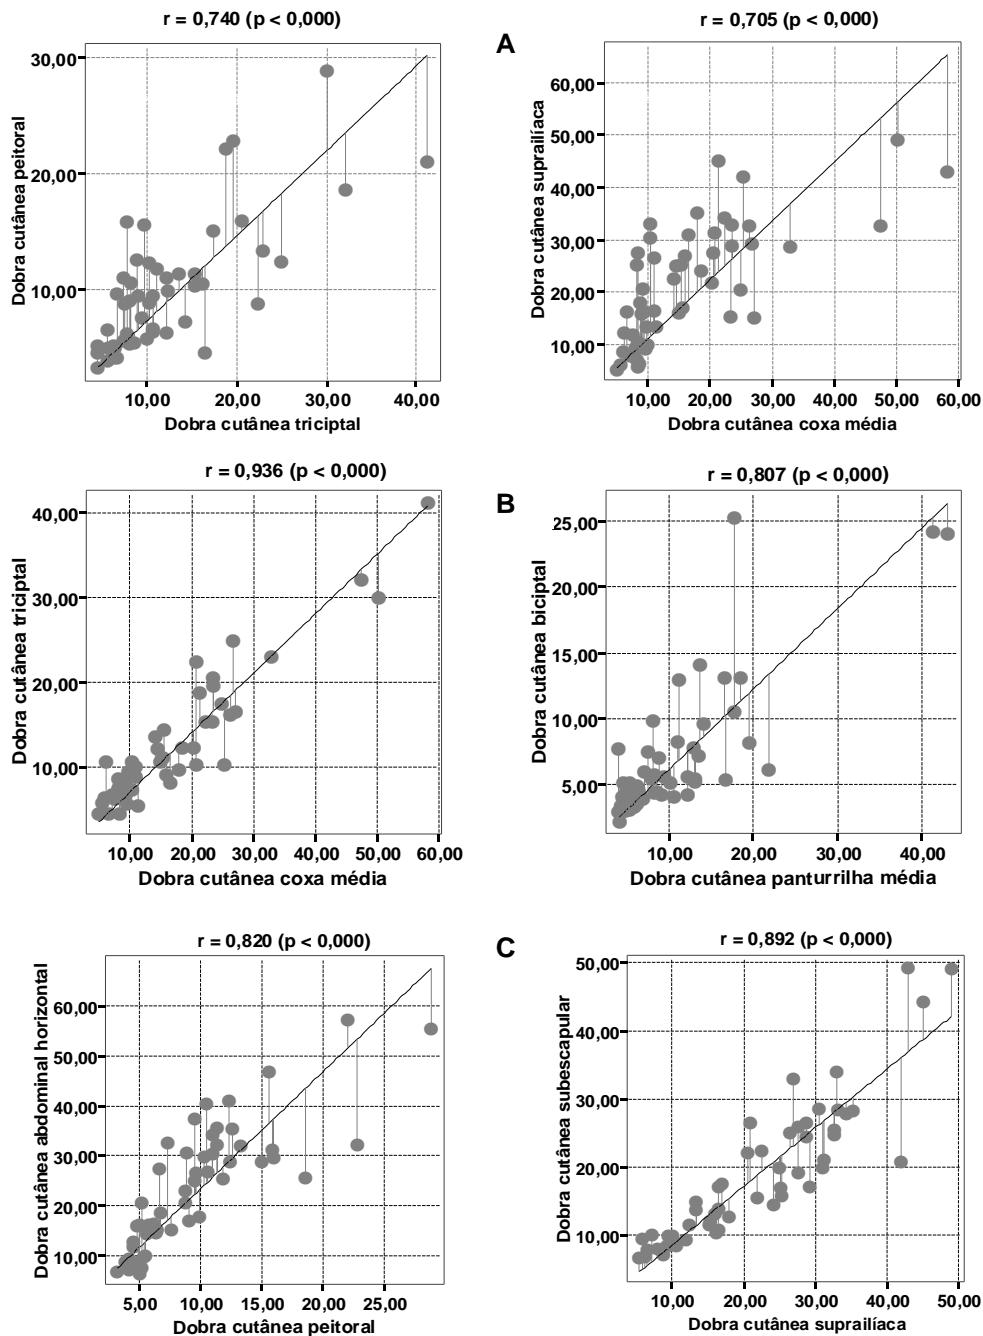 r = 0,740 (p < 0,000)
Dobra cutânea peitoral
30,00
20,00
10,00
10,00 20,00 30,00 40,00
Dobra cutânea triciptal
A
r = 0,705 (p < 0,000)
Dobra cutânea suprailíaca
60,00
50,00
40,00
30,00
20,00
10,00
10,00 20,00 30,00 40,00 50,00 60,00
Dobra cutânea coxa média
r = 0,936 (p < 0,000)
Dobra cutânea triciptal
40,00
30,00
20,00
10,00
10,00 20,00 30,00 40,00 50,00 60,00
Dobra cutânea coxa média
B
r = 0,807 (p < 0,000)
Dobra cutânea biciptal
25,00
20,00
15,00
10,00
5,00
10,00 20,00 30,00 40,00
Dobra cutânea panturrilha média
r = 0,820 (p < 0,000)
Dobra cutânea abdominal horizontal
60,00
50,00
40,00
30,00
20,00
10,00
5,00 10,00 15,00 20,00 25,00
Dobra cutânea peitoral
C
r = 0,892 (p < 0,000)
Dobra cutânea subescapular
50,00
40,00
30,00
20,00
10,00
10,00 20,00 30,00 40,00 50,00
Dobra cutânea suprailíaca